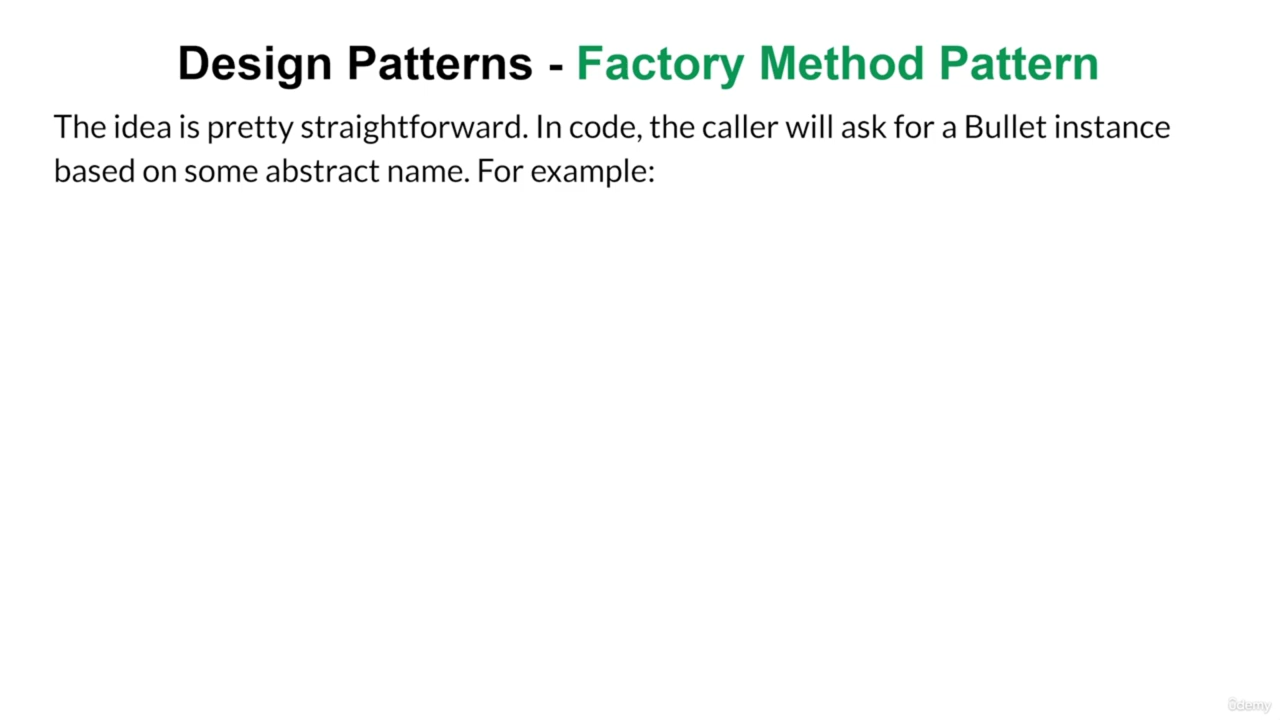 Design Patterns - Factory Method Pattern
The idea is pretty straightforward. In code, the caller will ask for a Bullet instance
based on some abstract name. For example:
ûdemy